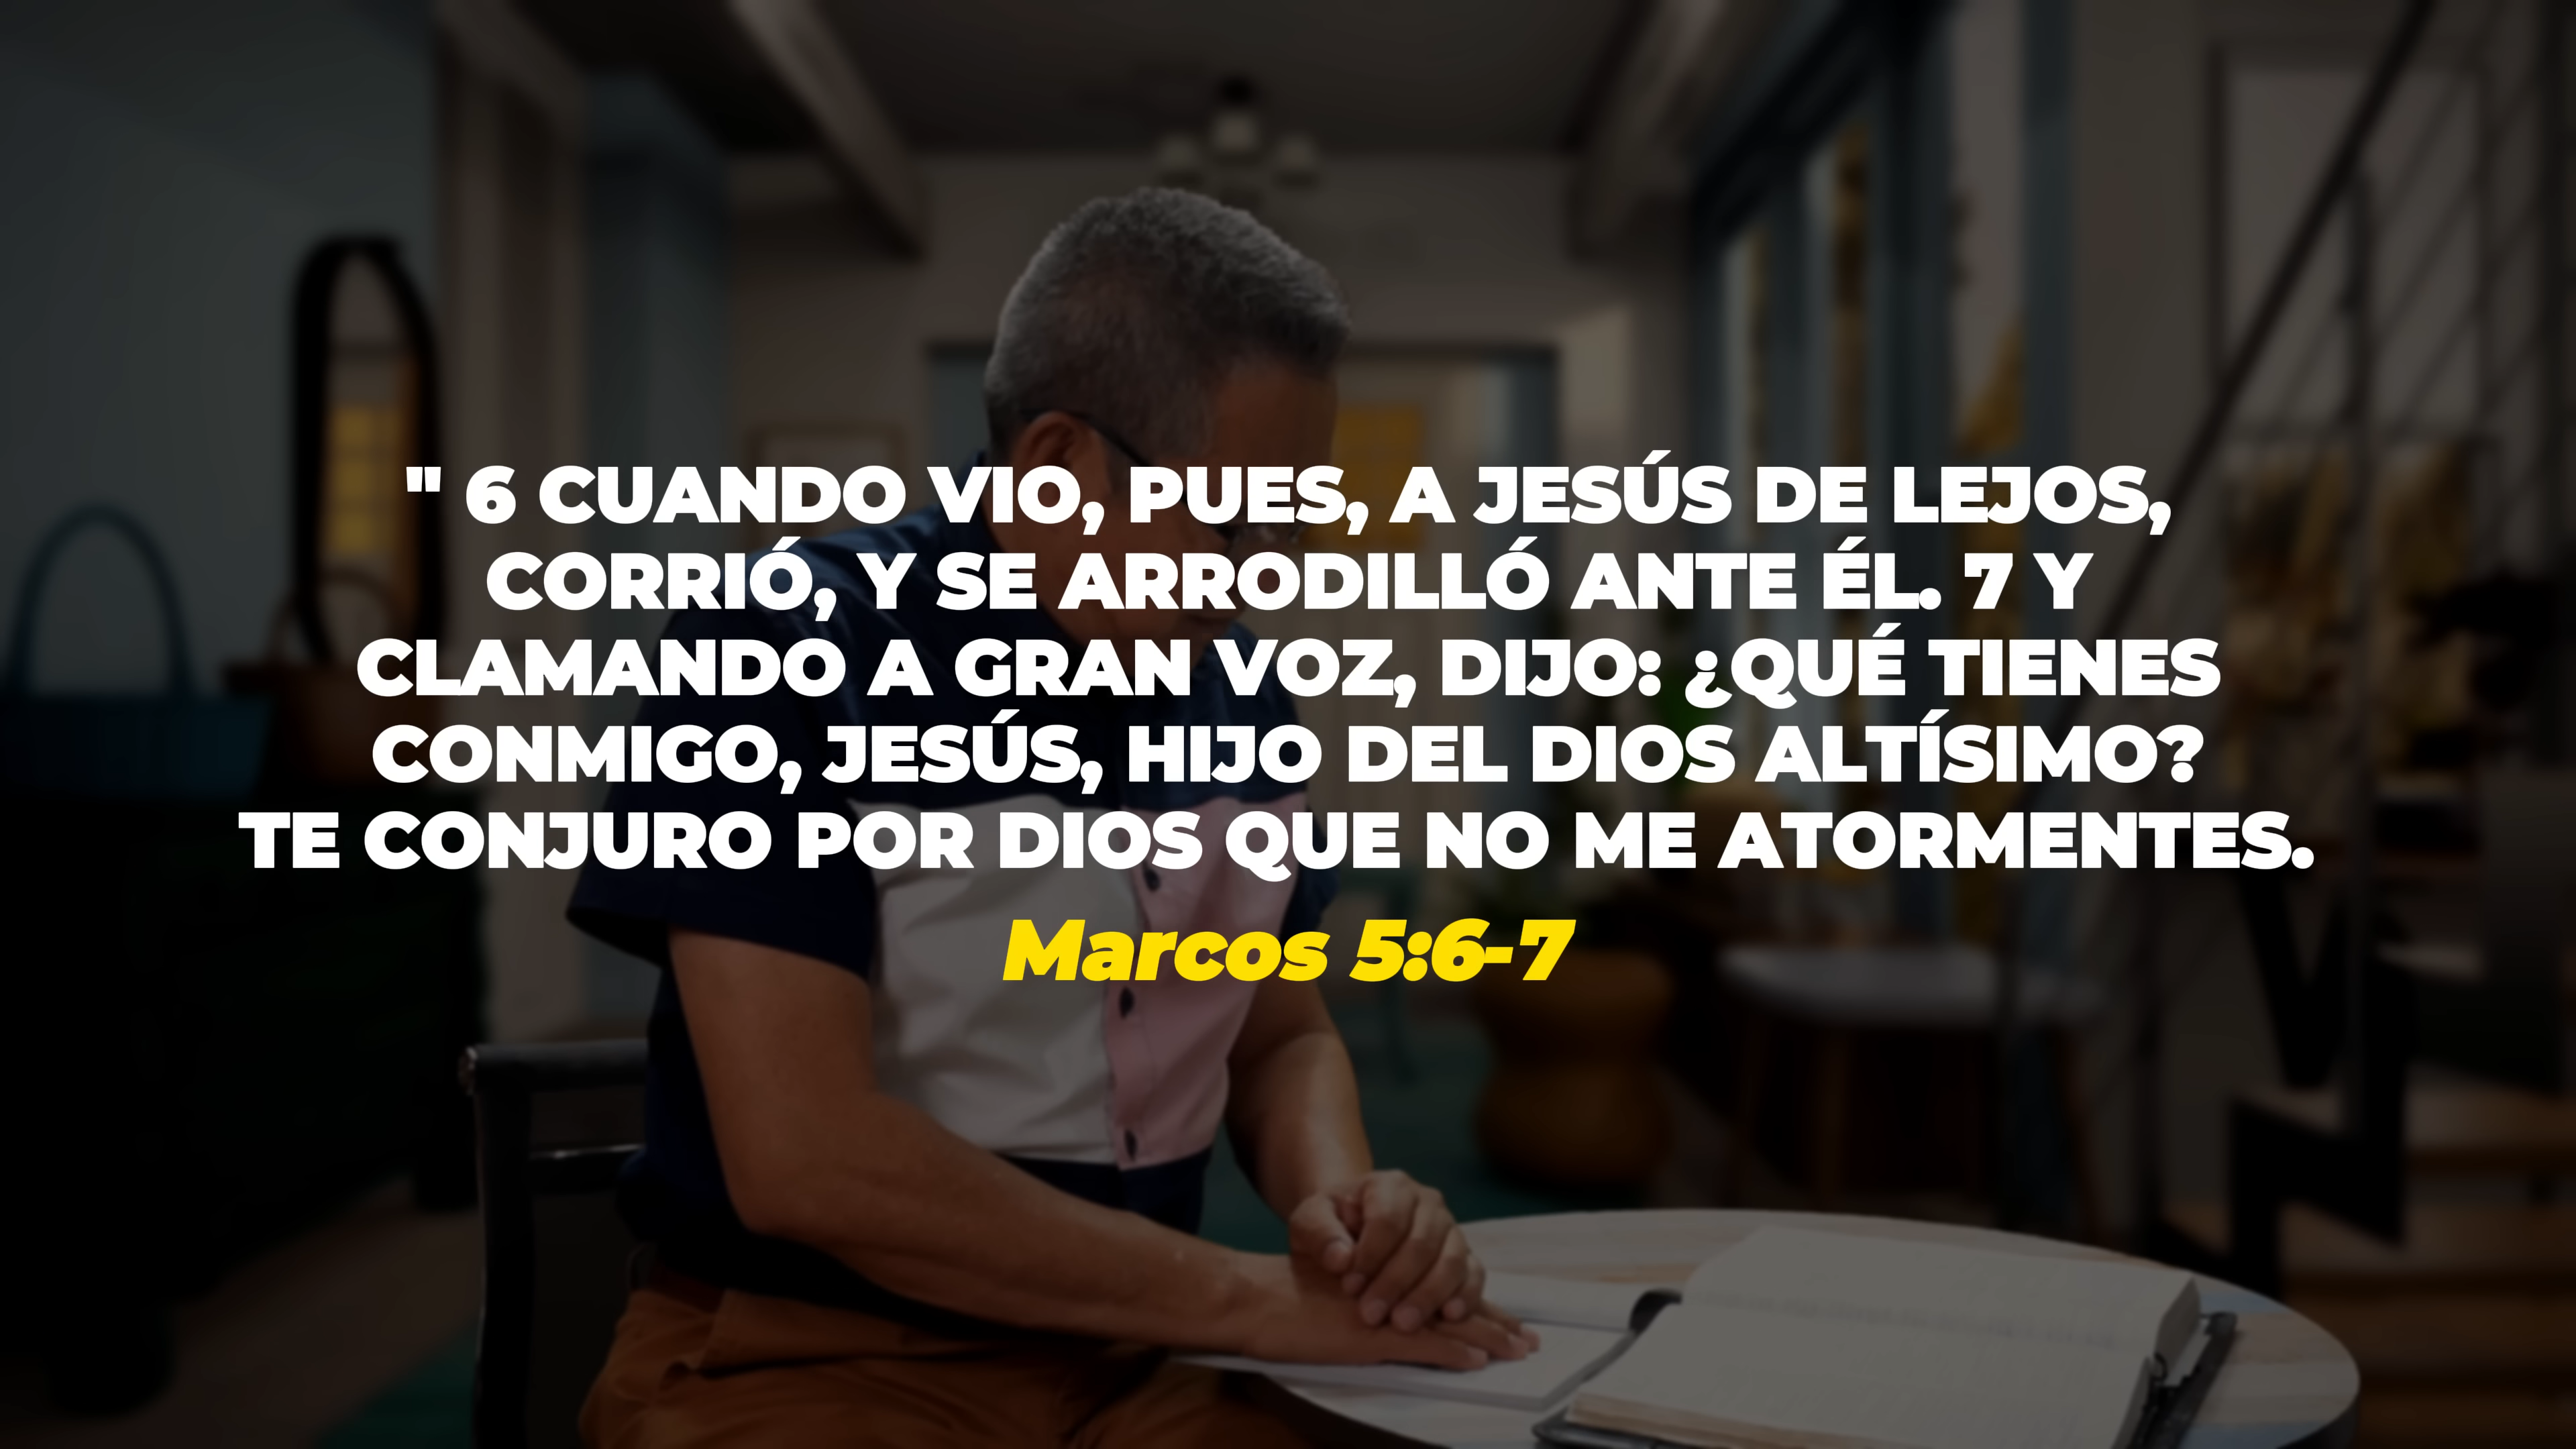 " 6 CUANDO VIO, PUES, A JESÚS DE LEJOS,
CORRIÓ, Y SE ARRODILLÓ ANTE ÉL. 7 Y
CLAMANDO A GRAN VOZ, DIJO: ¿QUÉ TIENES
CONMIGO, JESÚS, HIJO DEL DIOS ALTÍSIMO?
TE CONJURO POR DIOS QUE NO ME ATORMENTES.
Marcos 5:6-7